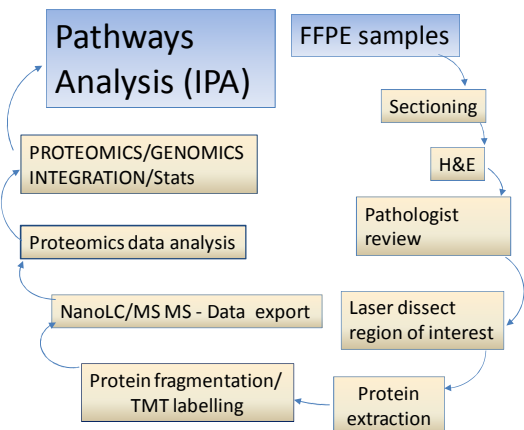 FFPE samples
Sectioning
H&E
Pathologist
review
Laser dissect
region of interest
Protein
extraction
Protein fragmentation/
TMT labelling
NanoLC/MS MS - Data export
Proteomics data analysis
PROTEOMICS/GENOMICS
INTEGRATION/Stats
Pathways
Analysis (IPA)